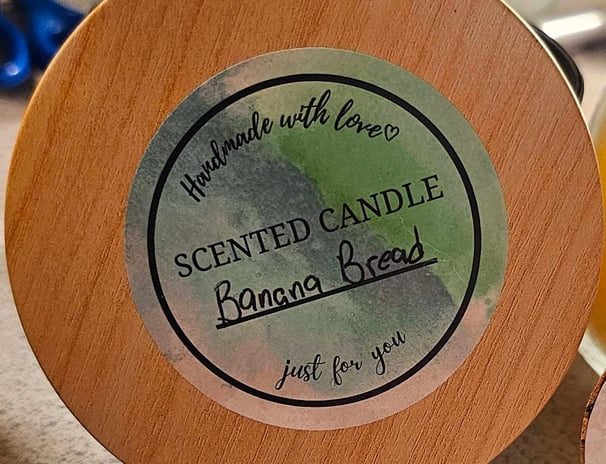 Handmade with love♡
SCENTED CANDLE
Banana Bread
just for you